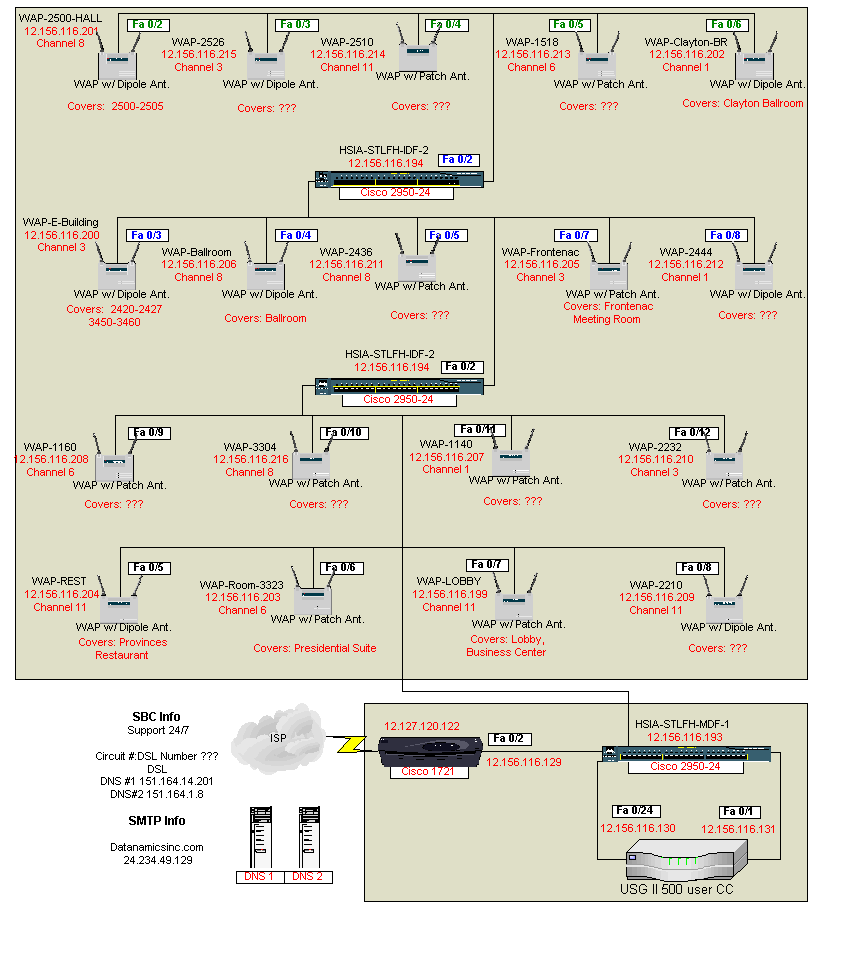 WAP-2500-HALL
12.156.116.201
Channel 8
Fa 0/2
WAP w/ Dipole Ant.
Covers: 2500-2505
WAP-2526
12.156.116.215
Channel 3
Fa 0/3
WAP w/ Dipole Ant.
Covers: ???
WAP-2510
12.156.116.214
Channel 11
Fa 0/4
WAP w/ Patch Ant.
Covers: ???
WAP-1518
12.156.116.213
Channel 6
Fa 0/5
WAP w/ Patch Ant.
Covers: ???
WAP-Clayton-BR
12.156.116.202
Channel 1
Fa 0/6
WAP w/ Dipole Ant.
Covers: Clayton Ballroom
HSIA-STLFH-IDF-2
12.156.116.194
Fa 0/2
Cisco 2950-24
WAP-E-Building
12.156.116.200
Channel 3
Fa 0/3
WAP w/ Dipole Ant.
Covers: 2420-2427
3450-3460
WAP-Ballroom
12.156.116.206
Channel 8
Fa 0/4
WAP w/ Dipole Ant.
Covers: Ballroom
WAP-2436
12.156.116.211
Channel 8
Fa 0/5
WAP w/ Patch Ant.
Covers: ???
WAP-Frontenac
12.156.116.205
Channel 3
Fa 0/7
WAP w/ Patch Ant.
Covers: Frontenac
Meeting Room
WAP-2444
12.156.116.212
Channel 1
Fa 0/8
WAP w/ Dipole Ant.
Covers: ???
HSIA-STLFH-IDF-2
12.156.116.194
Fa 0/2
Cisco 2950-24
WAP-1160
12.156.116.208
Channel 6
Fa 0/9
WAP w/ Patch Ant.
Covers: ???
WAP-3304
12.156.116.216
Channel 8
Fa 0/10
WAP w/ Patch Ant.
Covers: ???
WAP-1140
12.156.116.207
Channel 1
Fa 0/11
WAP w/ Patch Ant.
Covers: ???
WAP-2232
12.156.116.210
Channel 3
Fa 0/12
WAP w/ Patch Ant.
Covers: ???
WAP-REST
12.156.116.204
Channel 11
Fa 0/5
WAP w/ Dipole Ant.
Covers: Provinces
Restaurant
WAP-Room-3323
12.156.116.203
Channel 6
Fa 0/6
WAP w/ Patch Ant.
Covers: Presidential Suite
WAP-LOBBY
12.156.116.199
Channel 11
Fa 0/7
WAP w/ Patch Ant.
Covers: Lobby,
Business Center
WAP-2210
12.156.116.209
Channel 11
Fa 0/8
WAP w/ Dipole Ant.
Covers: ???
SBC Info
Support 24/7
Circuit #:DSL Number ???
DSL
DNS #1 151.164.14.201
DNS#2 151.164.1.8
SMTP Info
Datanamicsinc.com
24.234.49.129
ISP
DNS 1
DNS 2
12.127.120.122
Fa 0/2
12.156.116.129
Cisco 1721
HSIA-STLFH-MDF-1
12.156.116.193
Cisco 2950-24
Fa 0/24
12.156.116.130
Fa 0/1
12.156.116.131
USG II 500 user CC